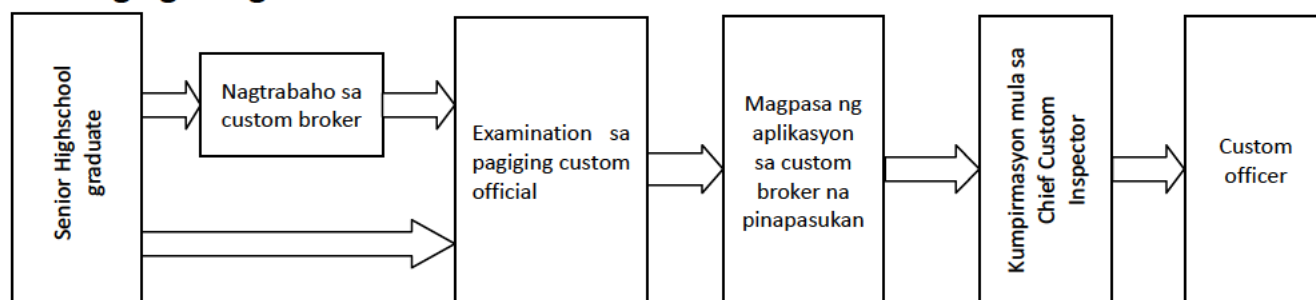 Senior Highschool
graduate
Nagtrabaho sa
custom broker
Examination sa
pagiging custom
official
Magpasa ng
aplikasyon
sa custom
broker na
pinapasukan
Kumpirmasyon mula sa
Chief Custom
Inspector
Custom
officer